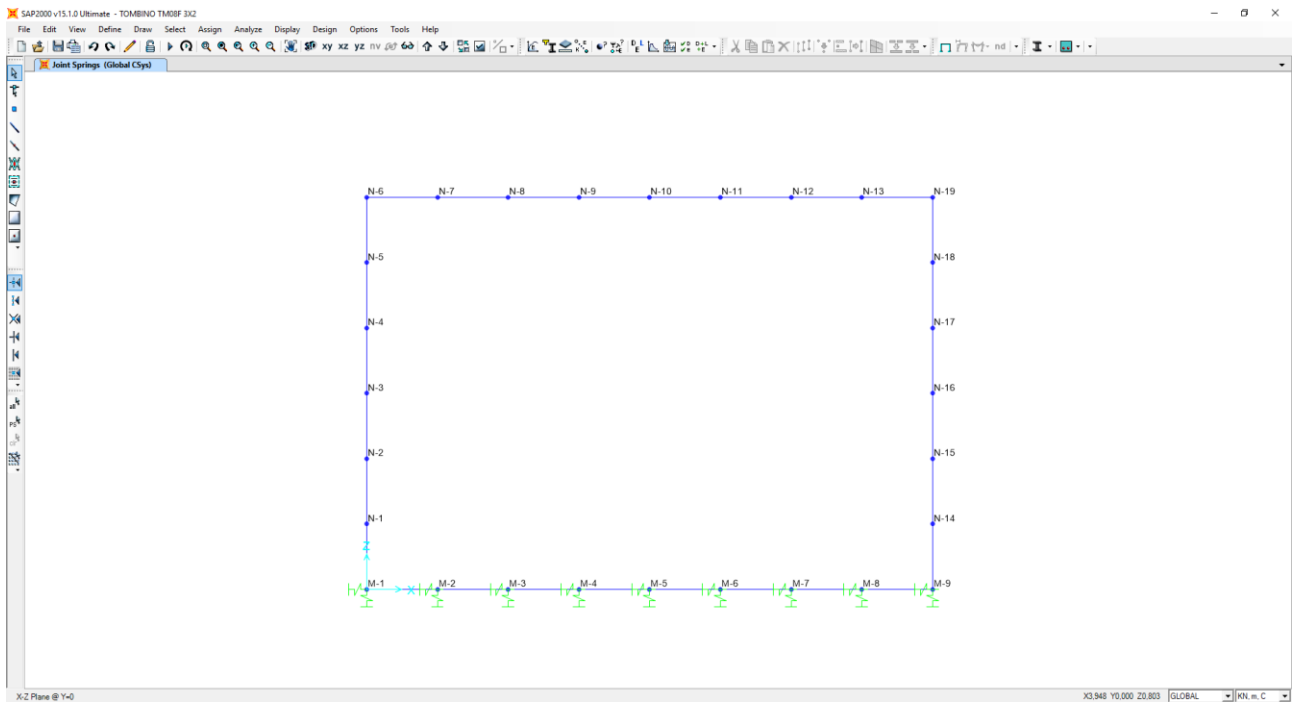 SAP2000 v15.1.0 Ultimate - TOMBINO TM08F 3X2
File Edit View Define Draw Select Assign Analyze Display Design Options Tools Help
xy xz yz nv nd
Joint Springs (Global CSys)
N-6 N-7 N-8 N-9 N-10 N-11 N-12 N-13 N-19
N-5 N-18
N-4 N-17
N-3 N-16
N-2 N-15
N-1 N-14
Z
M-1 X M-2 M-3 M-4 M-5 M-6 M-7 M-8 M-9
X-Z Plane @ Y=0 X3,948 Y0,000 Z0,803 GLOBAL KN, m, C